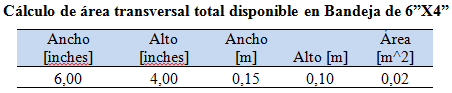 Cálculo de área transversal total disponible en Bandeja de 6”X4”
Ancho [inches] Alto [inches] Ancho [m] Alto [m] Área [m^2]
6,00 4,00 0,15 0,10 0,02